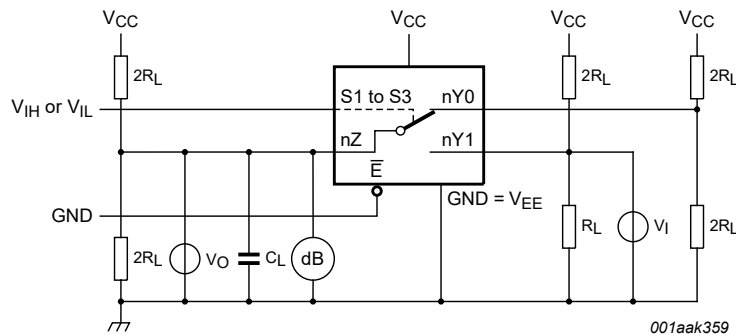 VCC VCC VCC VCC
2RL 2RL 2RL
VIH or VIL S1 to S3 nY0
nZ nY1
E̅
GND GND = VEE
2RL VO CL dB RL VI 2RL
001aak359